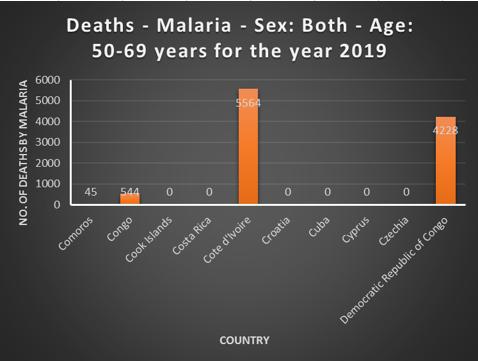 Deaths - Malaria - Sex: Both - Age:
50-69 years for the year 2019
NO. OF DEATHS BY MALARIA
6000
5000
4000
3000
2000
1000
0
45
544
0
0
5564
0
0
0
0
4228
Comoros
Congo
Cook Islands
Costa Rica
Cote d'Ivoire
Croatia
Cuba
Cyprus
Czechia
Democratic Republic of Congo
COUNTRY